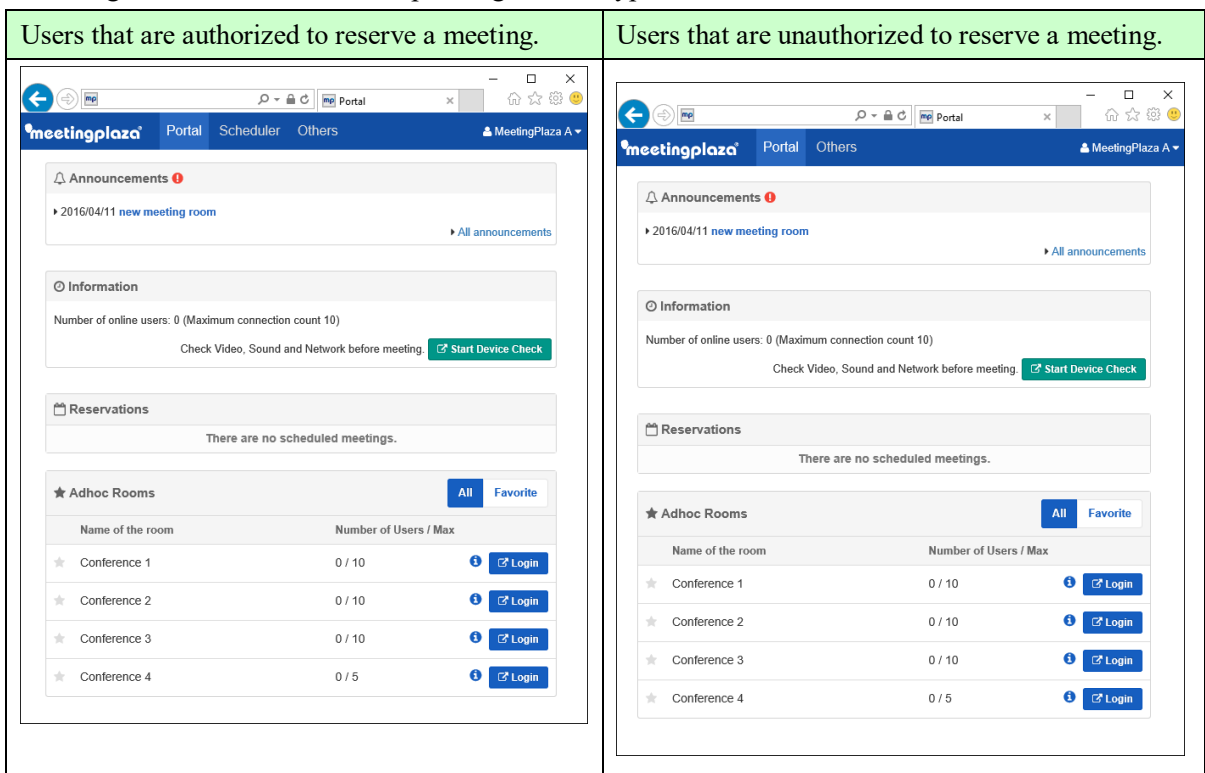 Users that are authorized to reserve a meeting.
mp
mp Portal
meetingplaza Portal Scheduler Others MeetingPlaza A
Announcements
2016/04/11 new meeting room
All announcements
Information
Number of online users: 0 (Maximum connection count 10)
Check Video, Sound and Network before meeting. Start Device Check
Reservations
There are no scheduled meetings.
Adhoc Rooms All Favorite
Name of the room Number of Users / Max
Conference 1 0 / 10 Login
Conference 2 0 / 10 Login
Conference 3 0 / 10 Login
Conference 4 0 / 5 Login
Users that are unauthorized to reserve a meeting.
mp
mp Portal
meetingplaza Portal Others MeetingPlaza A
Announcements
2016/04/11 new meeting room
All announcements
Information
Number of online users: 0 (Maximum connection count 10)
Check Video, Sound and Network before meeting. Start Device Check
Reservations
There are no scheduled meetings.
Adhoc Rooms All Favorite
Name of the room Number of Users / Max
Conference 1 0 / 10 Login
Conference 2 0 / 10 Login
Conference 3 0 / 10 Login
Conference 4 0 / 5 Login